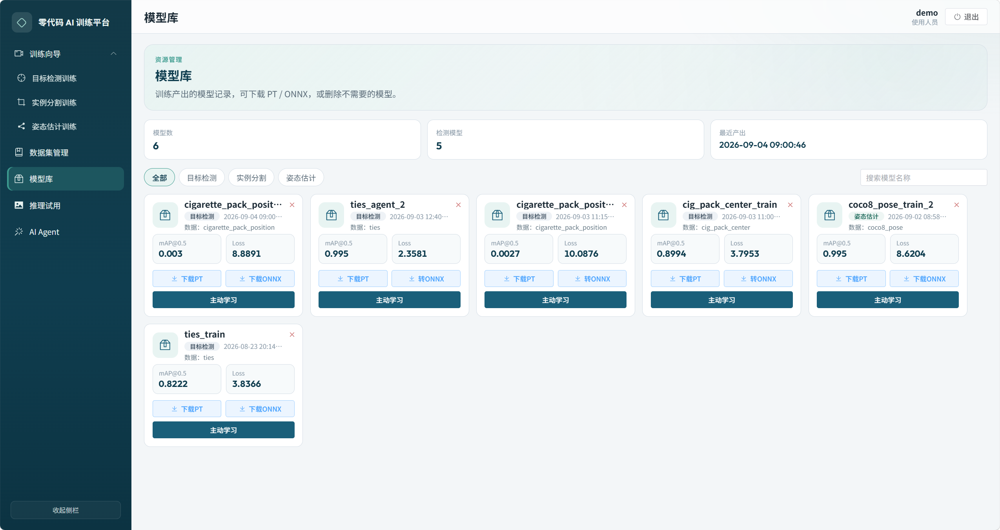 零代码 AI 训练平台
训练向导
目标检测训练
实例分割训练
姿态估计训练
数据集管理
模型库
推理试用
AI Agent
收起侧栏
模型库
demo
使用人员
退出
资源管理
模型库
训练产出的模型记录，可下载 PT / ONNX，或删除不需要的模型。
模型数
6
检测模型
5
最近产出
2026-09-04 09:00:46
全部
目标检测
实例分割
姿态估计
搜索模型名称
cigarette_pack_posit···
目标检测 2026-09-04 09:00···
数据：cigarette_pack_position
mAP@0.5
0.003
Loss
8.8891
下载PT
下载ONNX
主动学习
ties_agent_2
目标检测 2026-09-03 12:40···
数据：ties
mAP@0.5
0.995
Loss
2.3581
下载PT
转ONNX
主动学习
cigarette_pack_posit···
目标检测 2026-09-03 11:15···
数据：cigarette_pack_position
mAP@0.5
0.0027
Loss
10.0876
下载PT
转ONNX
主动学习
cig_pack_center_train
目标检测 2026-09-03 11:00···
数据：cig_pack_center
mAP@0.5
0.8994
Loss
3.7953
下载PT
转ONNX
主动学习
coco8_pose_train_2
姿态估计 2026-09-02 08:58···
数据：coco8_pose
mAP@0.5
0.995
Loss
8.6204
下载PT
下载ONNX
主动学习
ties_train
目标检测 2026-08-23 20:14···
数据：ties
mAP@0.5
0.8222
Loss
3.8366
下载PT
下载ONNX
主动学习